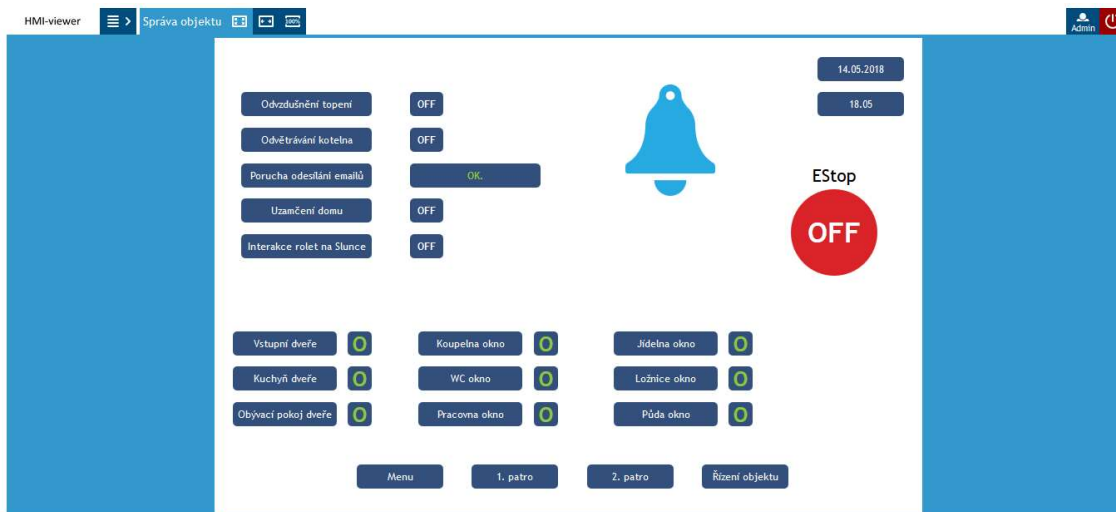 HMI-viewer
Správa objektu
100%
Admin
14.05.2018
18.05
Odvzdušnění topení OFF
Odvětrávání kotelna OFF
Porucha odesílání emailů OK.
Uzamčení domu OFF
Interakce rolet na Slunce OFF
EStop
OFF
Vstupní dveře O Koupelna okno O Jídelna okno O
Kuchyň dveře O WC okno O Ložnice okno O
Obývací pokoj dveře O Pracovna okno O Půda okno O
Menu 1. patro 2. patro Řízení objektu